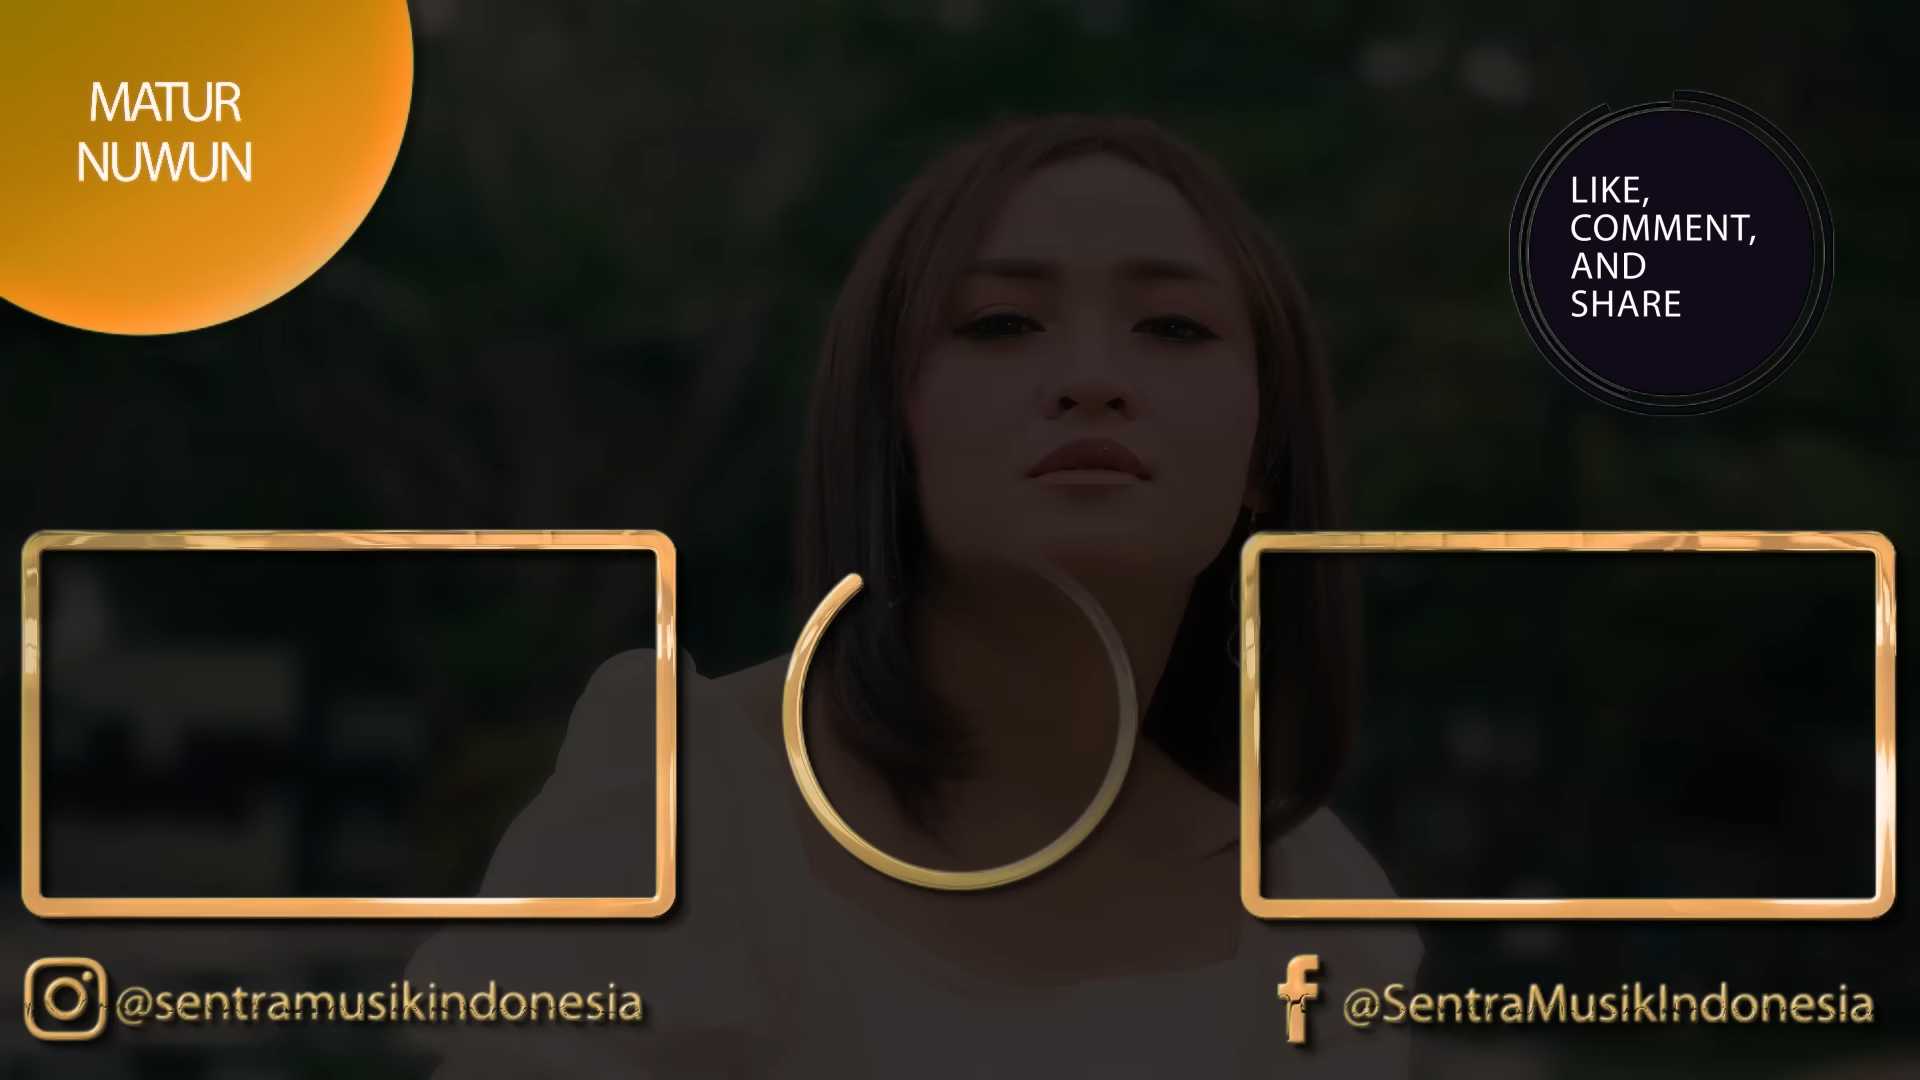 MATUR
NUWUN
LIKE,
COMMENT,
AND
SHARE
@sentramusikindonesia
@SentraMusikIndonesia